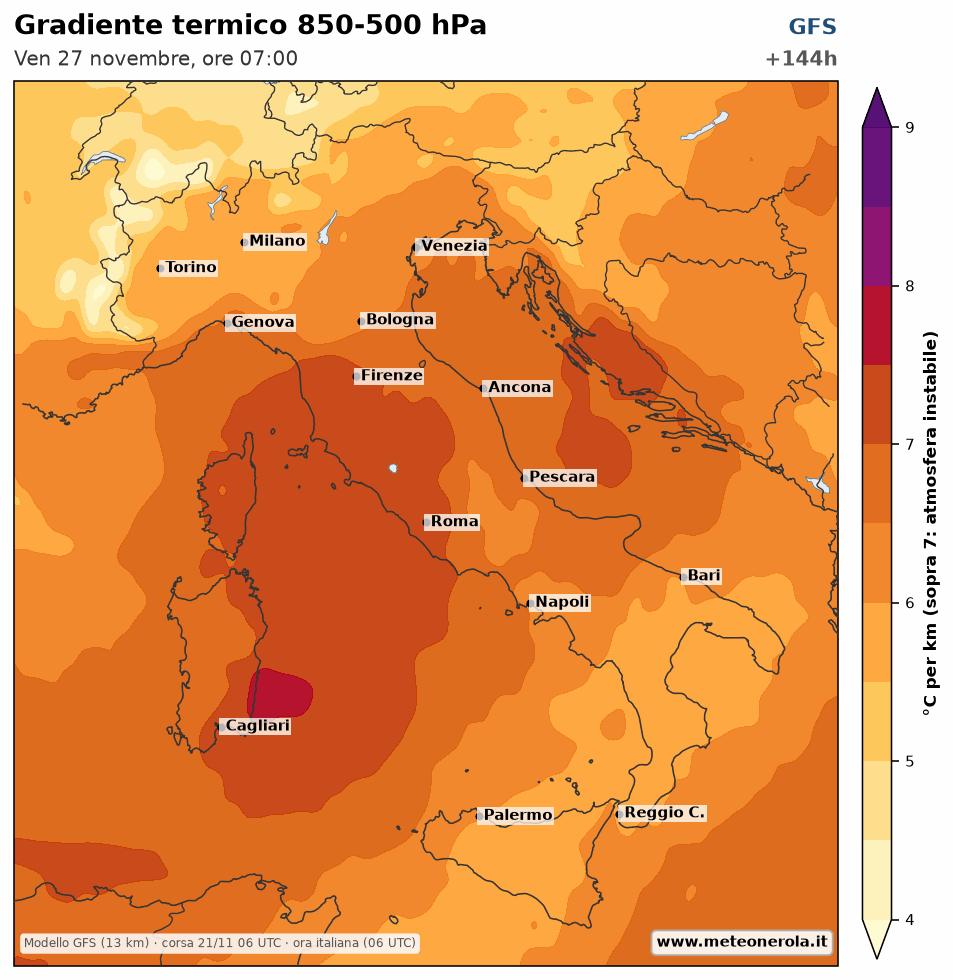 Gradiente termico 850-500 hPa
GFS
Ven 27 novembre, ore 07:00
+144h
Milano
Venezia
Torino
Genova
Bologna
Firenze
Ancona
Pescara
Roma
Bari
Napoli
Cagliari
Palermo
Reggio C.
9
8
7
6
5
4
°C per km (sopra 7: atmosfera instabile)
Modello GFS (13 km) · corsa 21/11 06 UTC · ora italiana (06 UTC)
www.meteonerola.it